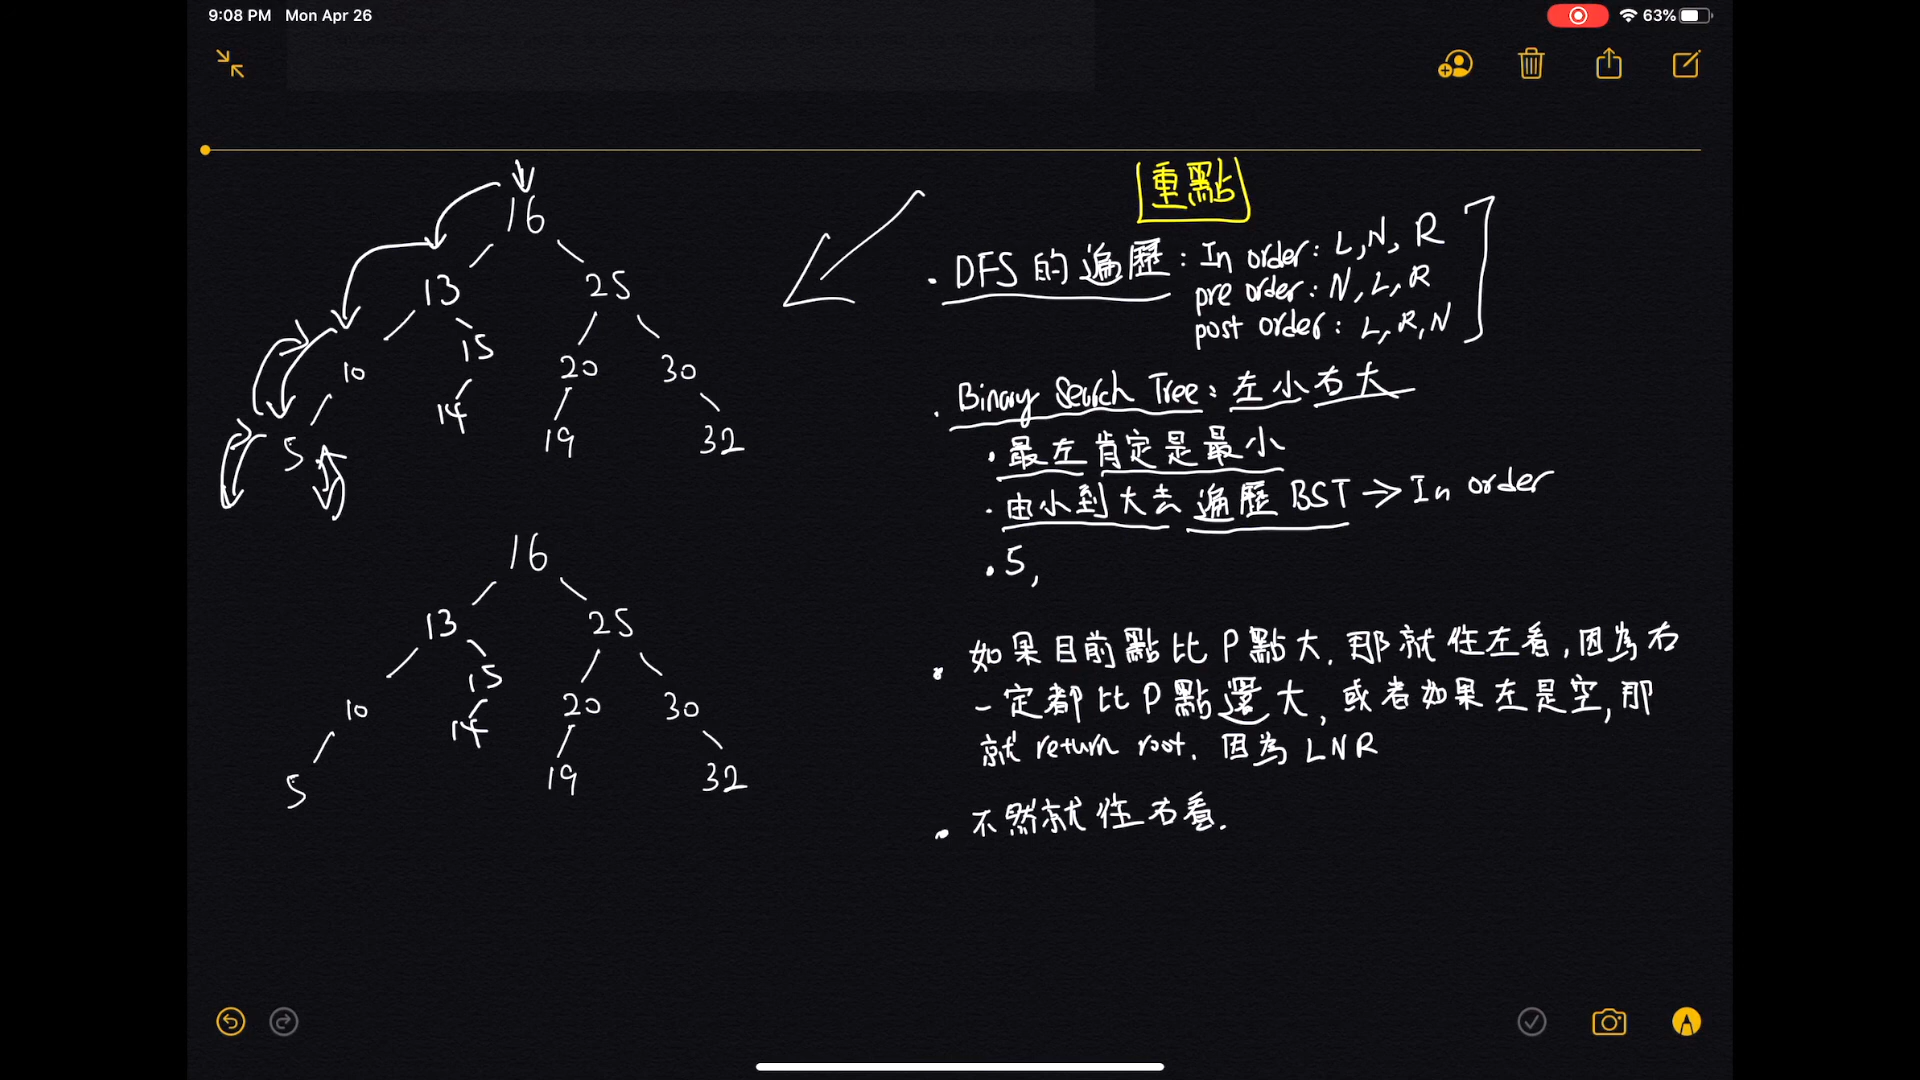 9:08 PM Mon Apr 26
63%
16
13 25
10 15 20 30
5 14 19 32
16
13 25
10 15 20 30
5 14 19 32
重點
· DFS 的遍歷: In order: L, N, R
pre order: N, L, R
post order: L, R, N
· Binary Search Tree: 左小右大
· 最左肯定是最小
· 由小到大去遍歷 BST → In order
· 5,
· 如果目前點比 P 點大, 那就往左看, 因為右
一定都比 P 點還大, 或者如果左是空, 那
就 return root. 因為 LNR
· 不然就往右看.